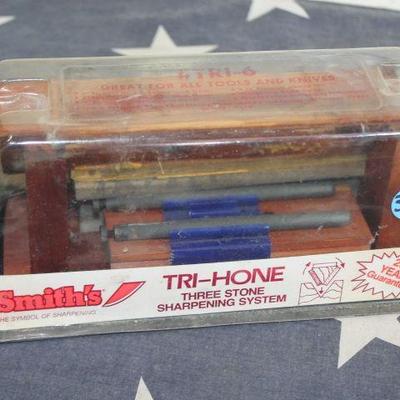 # TRI-6
GREAT FOR ALL TOOLS AND KNIVES
Smith's
THE SYMBOL OF SHARPENING
TRI-HONE
THREE STONE
SHARPENING SYSTEM
YEAR
Guarantee